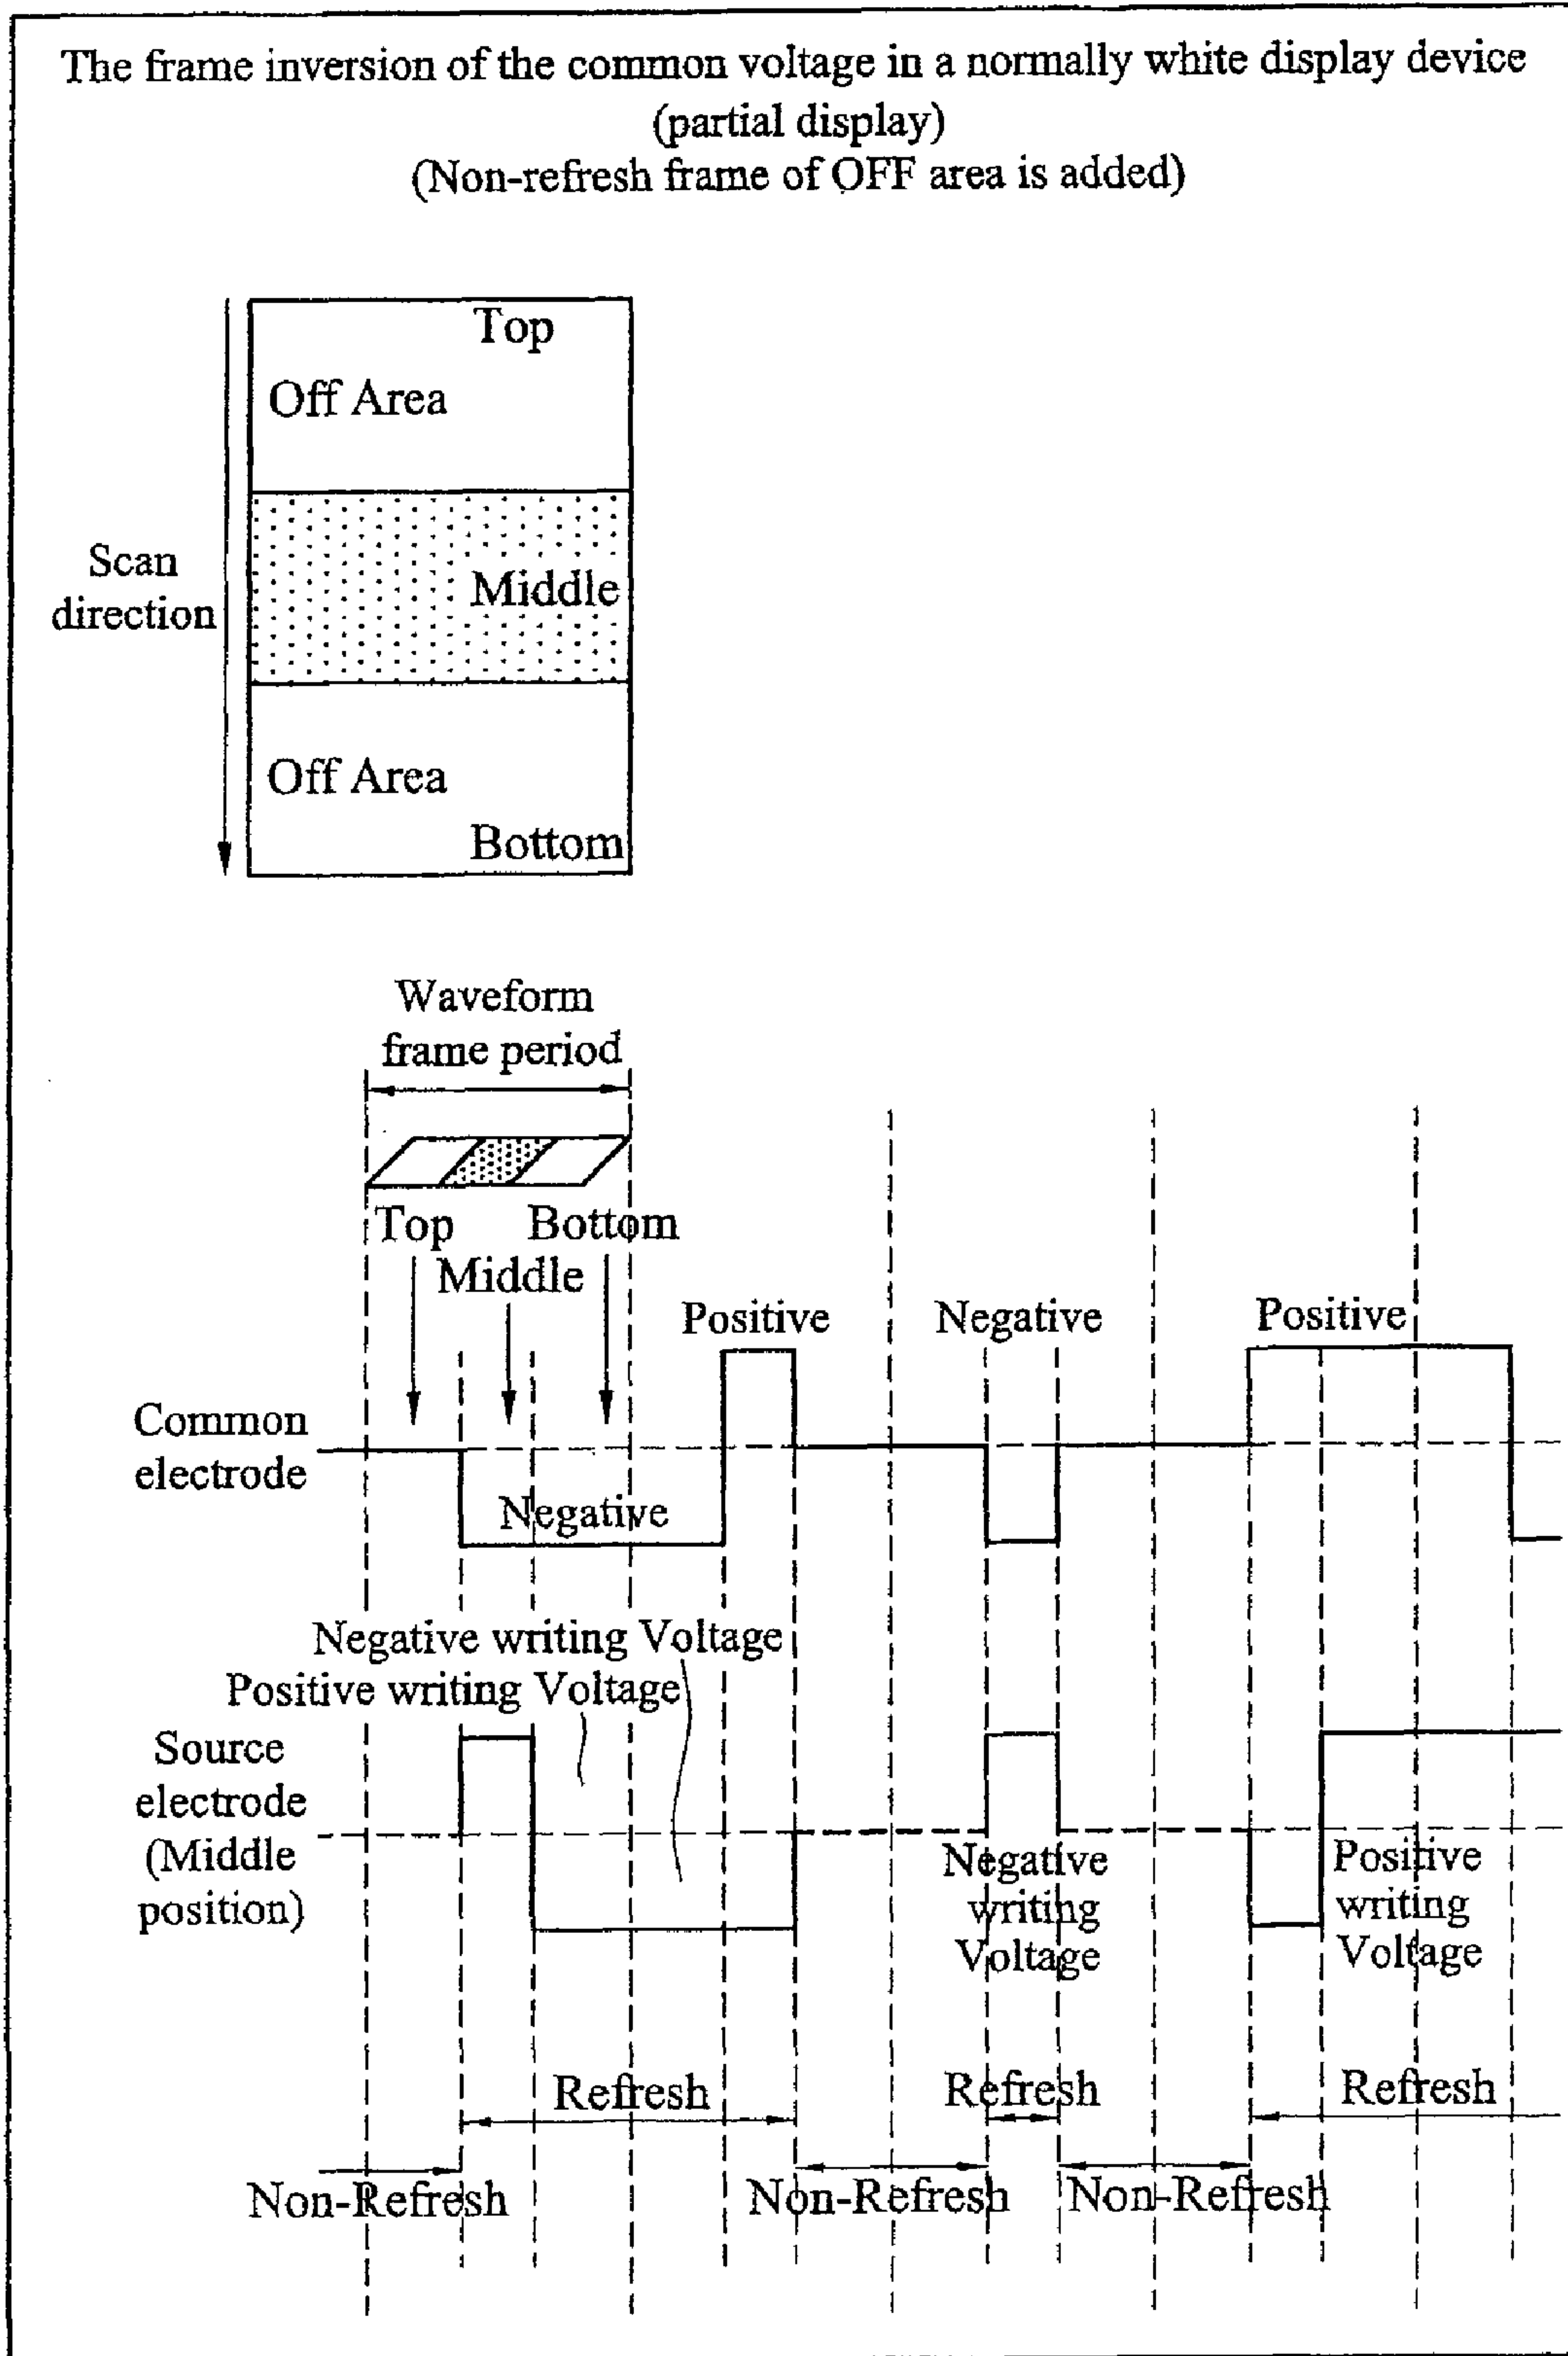 The frame inversion of the common voltage in a normally white display device
(partial display)
(Non-refresh frame of OFF area is added)
Top
Off Area
Scan
direction
Middle
Off Area
Bottom
Waveform
frame period
Top
Bottom
Middle
Positive
Negative
Positive
Common
electrode
Negative
Negative writing Voltage
Positive writing Voltage
Source
electrode
(Middle
position)
Negative
writing
Voltage
Positive
writing
Voltage
Refresh
Refresh
Refresh
Non-Refresh
Non-Refresh
Non-Refresh